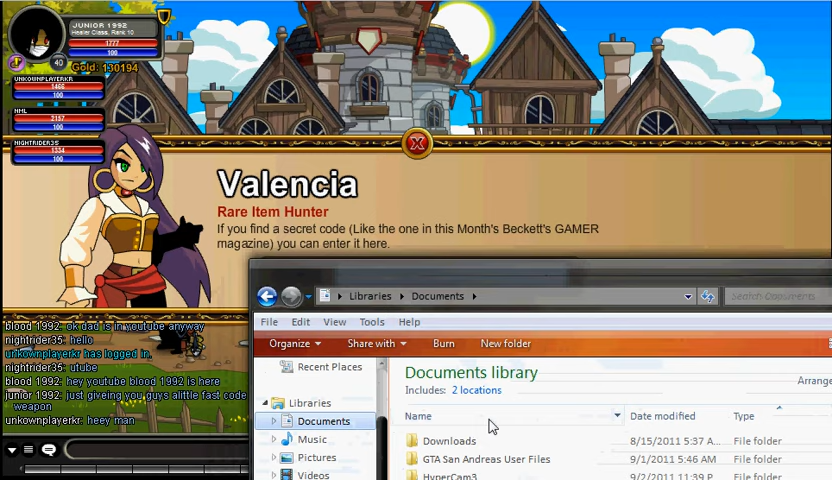 JUNIOR 1992
Healer Class, Rank 10
1777
100
40
Gold: 130194
UNKOWNPLAYERKR
1466
100
NML
2157
100
NIGHTRIDER35
1334
100
X
Valencia
Rare Item Hunter
If you find a secret code (Like the one in this Month's Beckett's GAMER
magazine) you can enter it here.
blood 1992: ok dad is in youtube anyway
nightrider35: hello
unkownplayerkr has logged in.
nightrider35: utube
blood 1992: hey youtube blood 1992 is here
junior 1992: just giveing you guys alittle fast code
weapon
unkownplayerkr: heey man
Libraries
Documents
Search Documents
File Edit View Tools Help
Organize Share with Burn New folder
Recent Places
Libraries
Documents
Music
Pictures
Videos
Documents library
Includes: 2 locations
Arrange
Name Date modified Type
Downloads 8/15/2011 5:37 A... File folder
GTA San Andreas User Files 9/1/2011 5:46 AM File folder
HyperCam3 9/2/2011 11:39 P... File folder